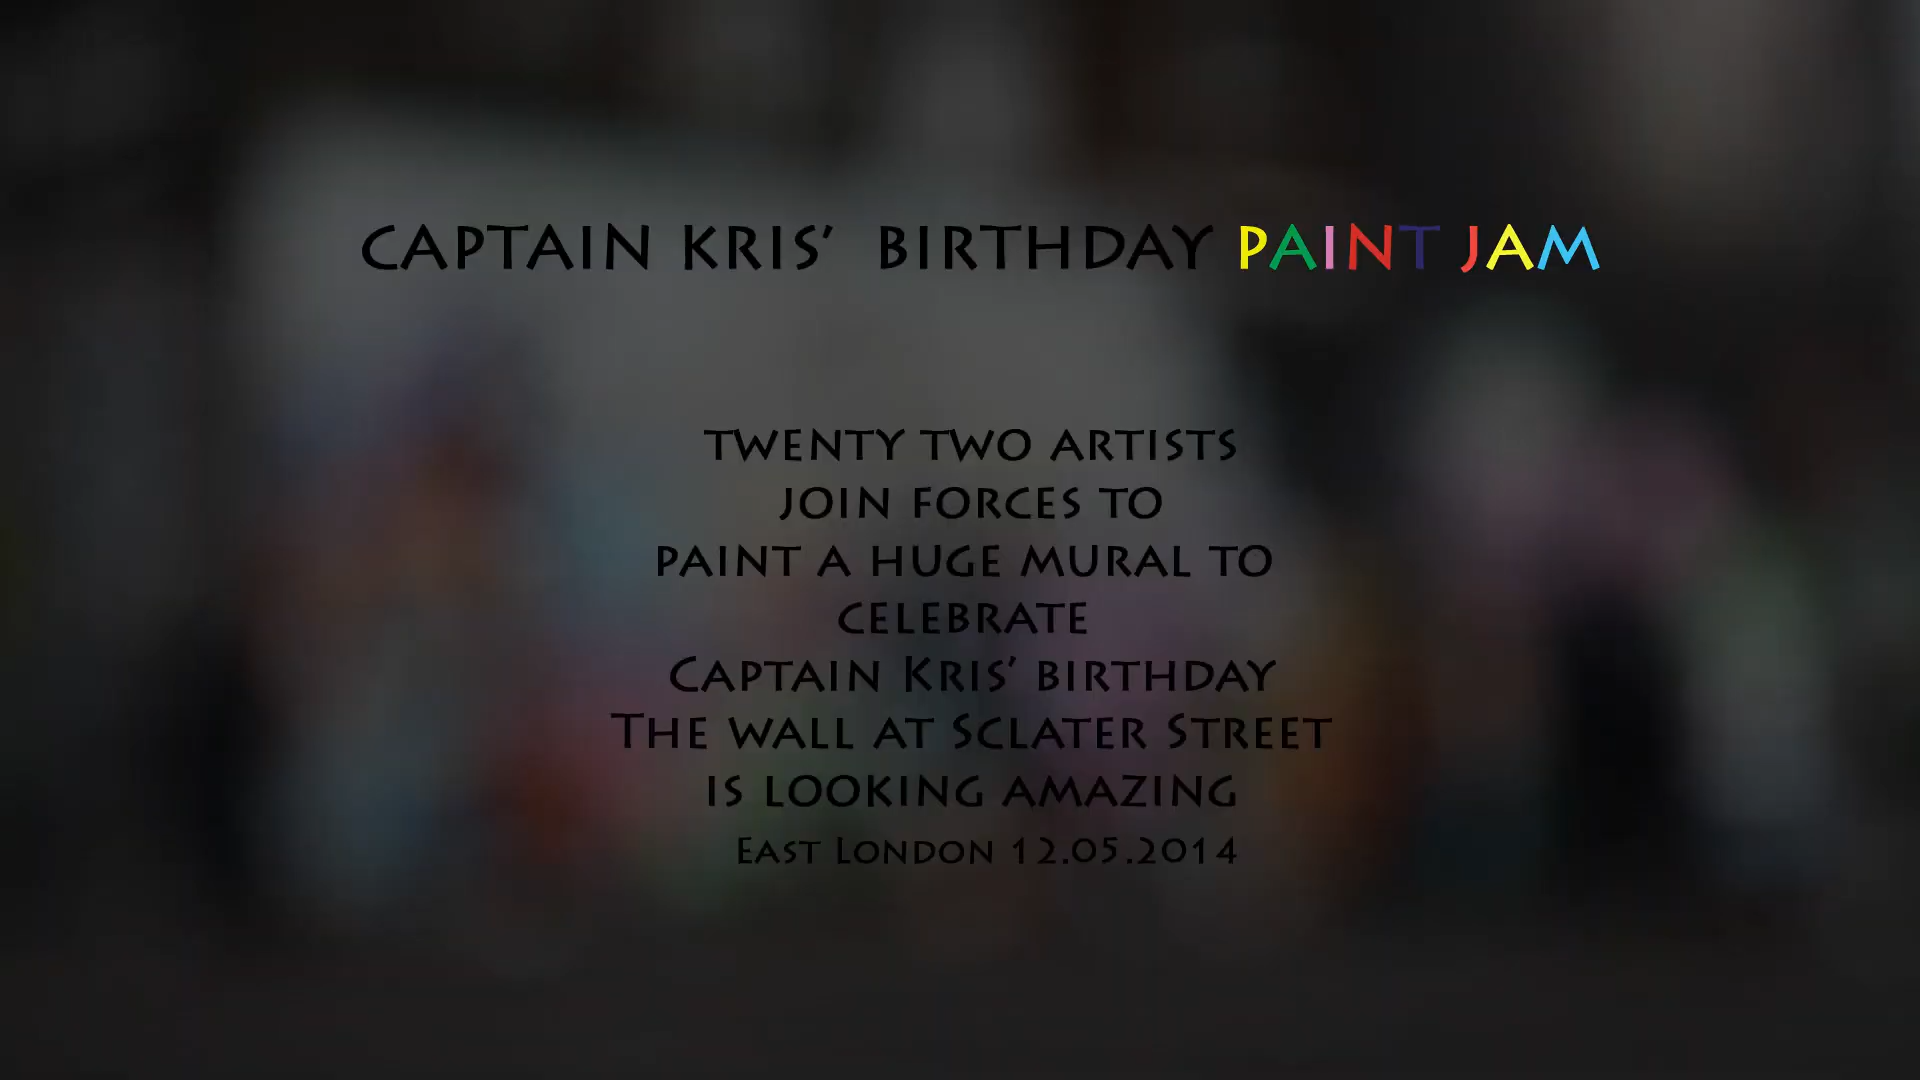 CAPTAIN KRIS’ BIRTHDAY PAINT JAM
TWENTY TWO ARTISTS
JOIN FORCES TO
PAINT A HUGE MURAL TO
CELEBRATE
CAPTAIN KRIS’ BIRTHDAY
THE WALL AT SCLATER STREET
IS LOOKING AMAZING
EAST LONDON 12.05.2014